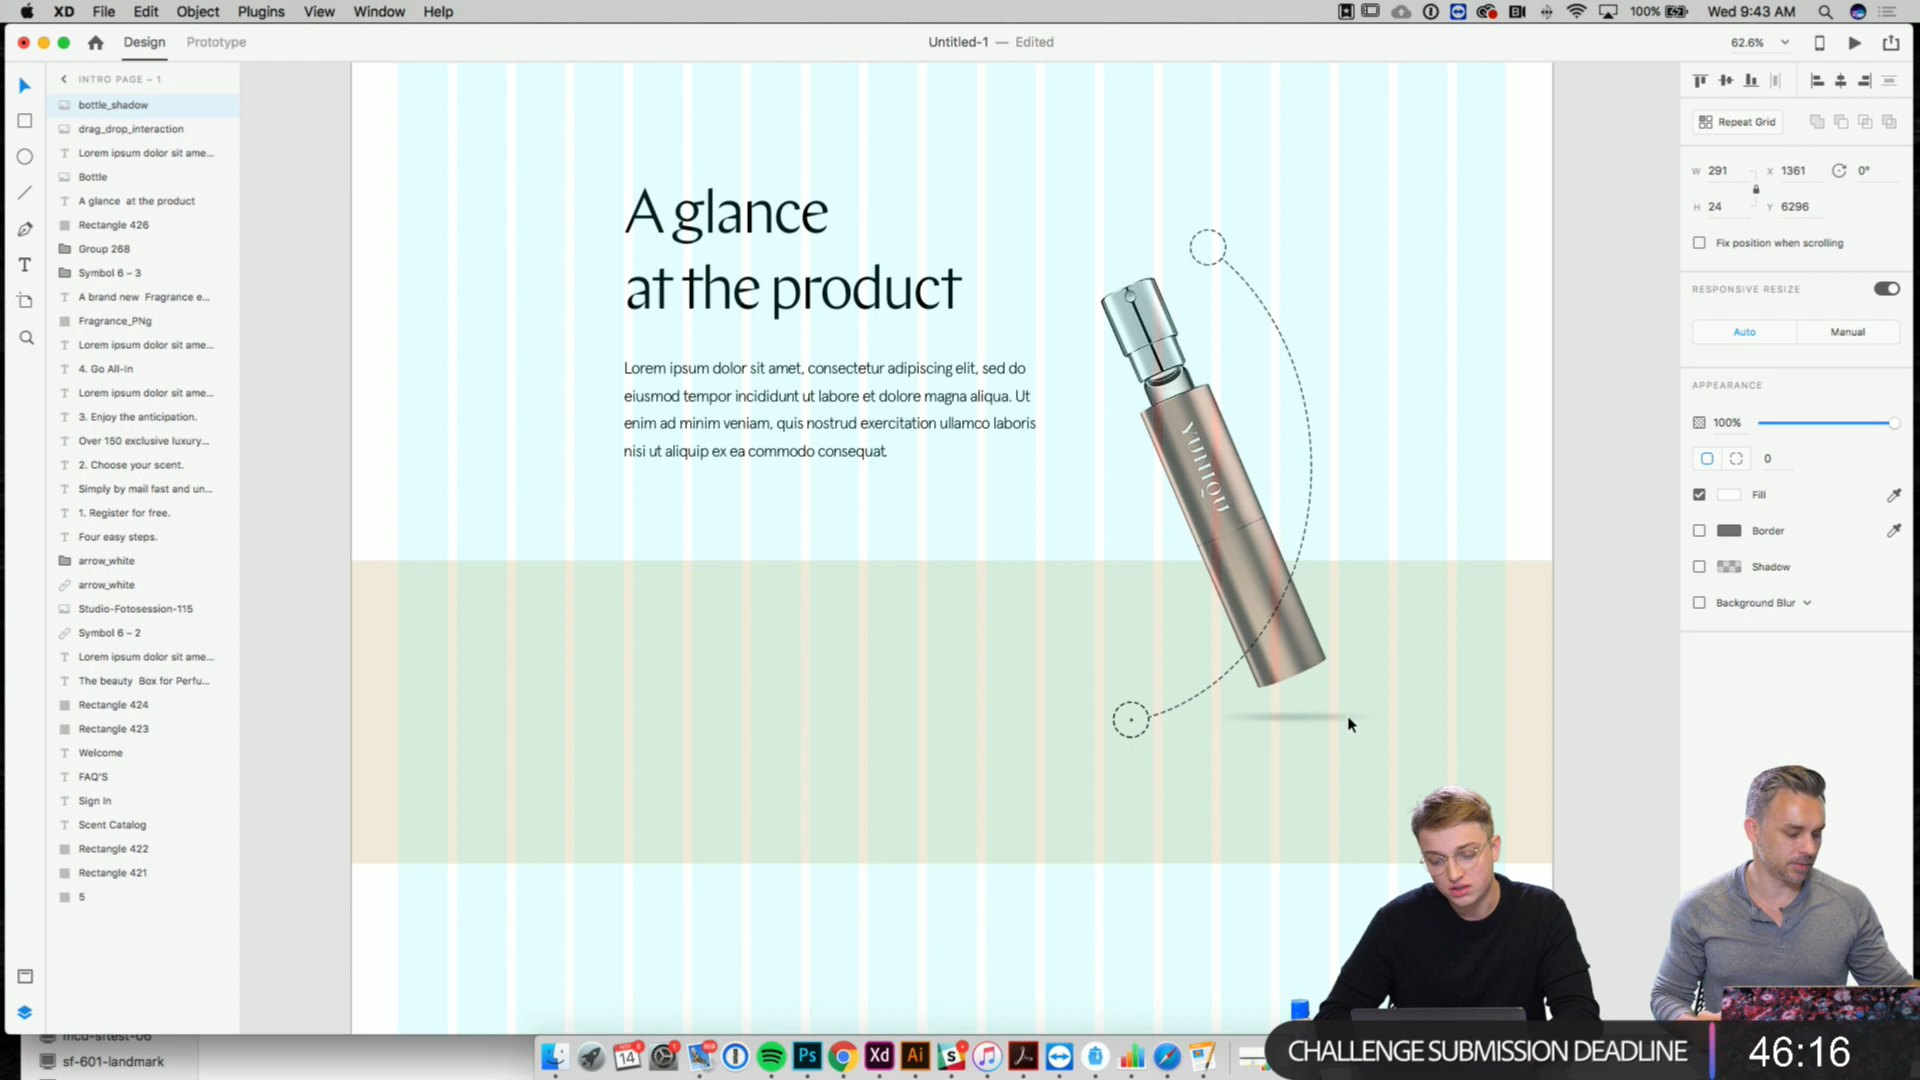 XD File Edit Object Plugins View Window Help
100% Wed 9:43 AM
Design Prototype
Untitled-1 — Edited
62.6%
INTRO PAGE – 1
bottle_shadow
drag_drop_interaction
Lorem ipsum dolor sit ame...
Bottle
A glance at the product
Rectangle 426
Group 268
Symbol 6 – 3
A brand new Fragrance e...
Fragrance_PNg
Lorem ipsum dolor sit ame...
4. Go All-In
Lorem ipsum dolor sit ame...
3. Enjoy the anticipation.
Over 150 exclusive luxury...
2. Choose your scent.
Simply by mail fast and un...
1. Register for free.
Four easy steps.
arrow_white
arrow_white
Studio-Fotosession-115
Symbol 6 – 2
Lorem ipsum dolor sit ame...
The beauty Box for Perfu...
Rectangle 424
Rectangle 423
Welcome
FAQ'S
Sign In
Scent Catalog
Rectangle 422
Rectangle 421
5
A glance
at the product
Lorem ipsum dolor sit amet, consectetur adipiscing elit, sed do
eiusmod tempor incididunt ut labore et dolore magna aliqua. Ut
enim ad minim veniam, quis nostrud exercitation ullamco laboris
nisi ut aliquip ex ea commodo consequat.
Repeat Grid
W 291 X 1361 0°
H 24 Y 6296
Fix position when scrolling
RESPONSIVE RESIZE
Auto Manual
APPEARANCE
100%
0
Fill
Border
Shadow
Background Blur
sf-601-landmark
NOV
14
Ps
Xd
Ai
S
CHALLENGE SUBMISSION DEADLINE 46:16